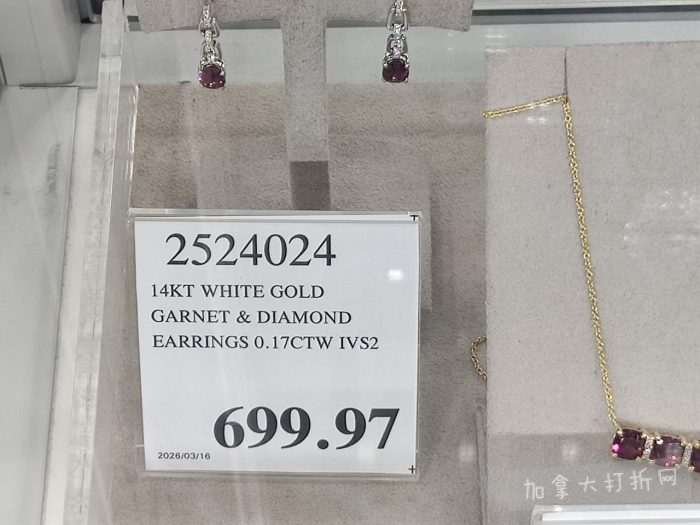 2524024
14KT WHITE GOLD
GARNET & DIAMOND
EARRINGS 0.17CTW IVS2
699.97
2026/03/16
加拿大打折网